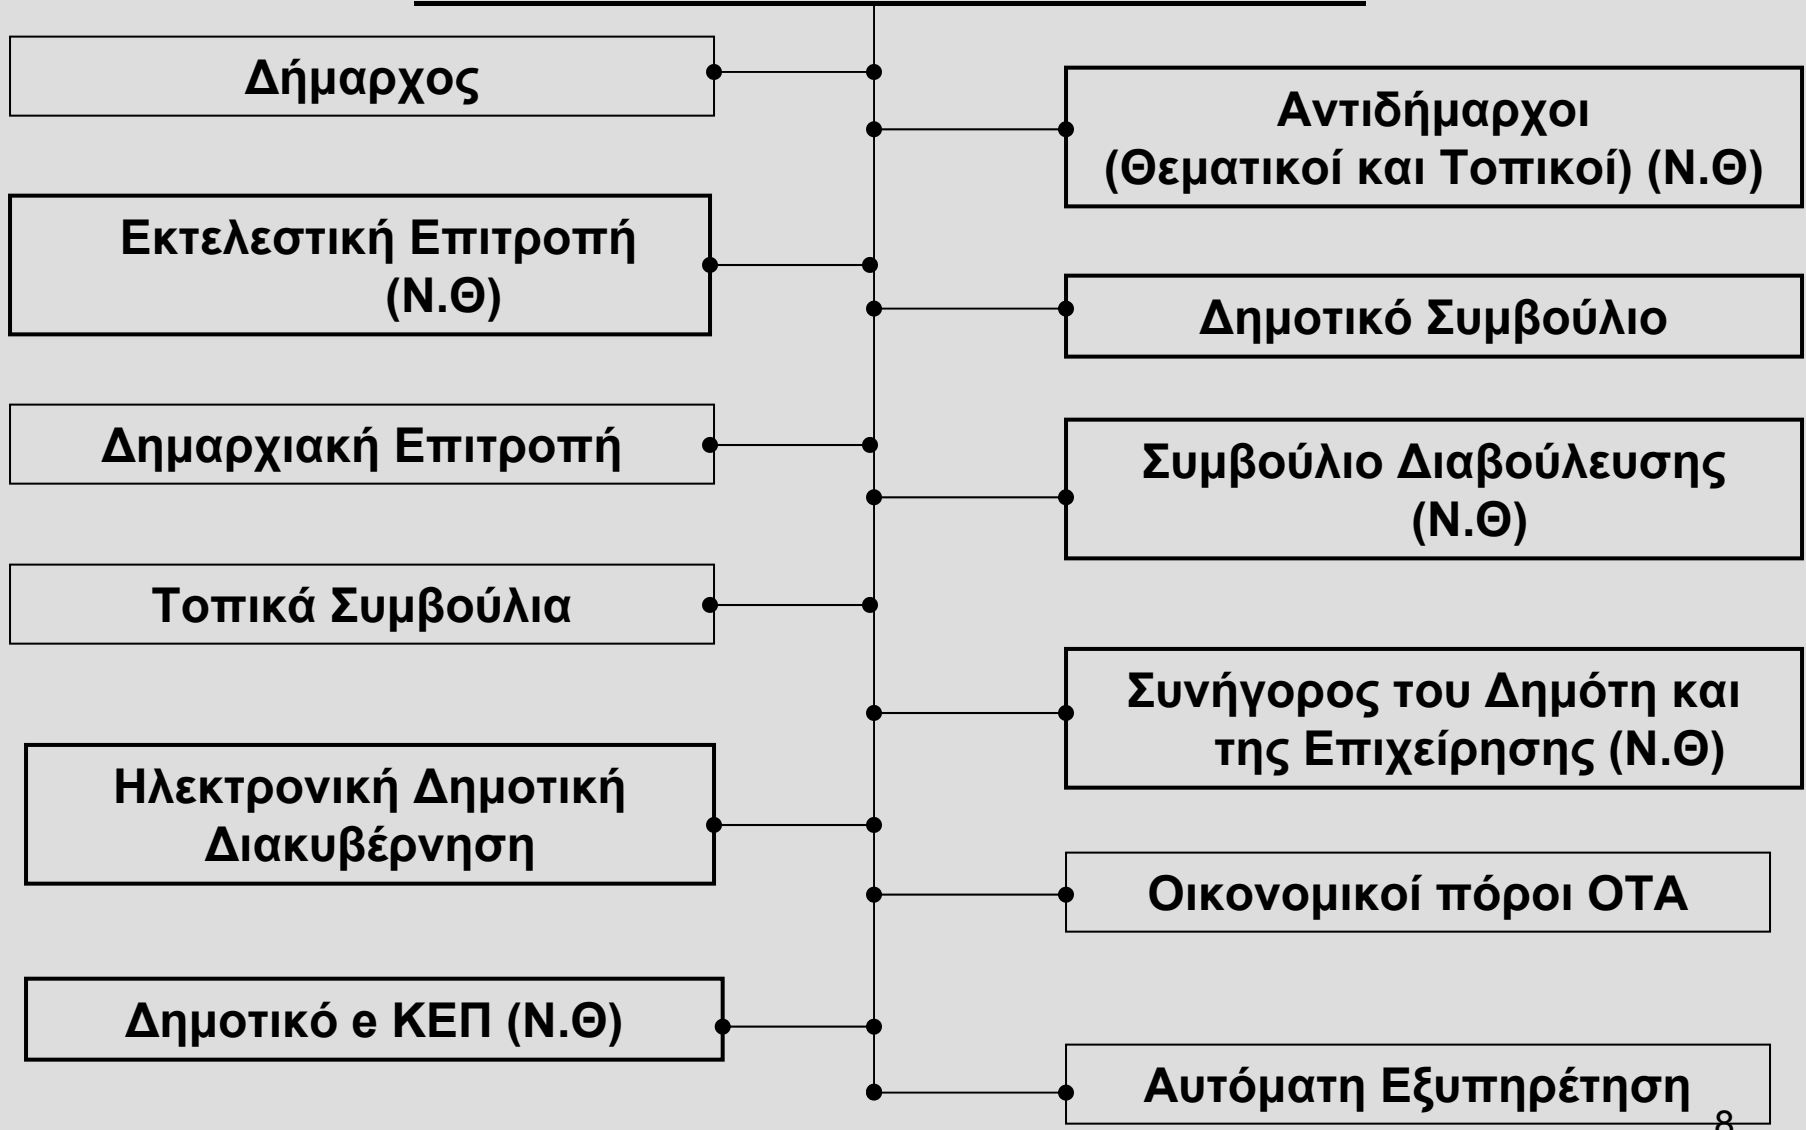 Δήμαρχος
Αντιδήμαρχοι
(Θεματικοί και Τοπικοί) (Ν.Θ)
Εκτελεστική Επιτροπή
(Ν.Θ)
Δημοτικό Συμβούλιο
Δημαρχιακή Επιτροπή
Συμβούλιο Διαβούλευσης
(Ν.Θ)
Τοπικά Συμβούλια
Συνήγορος του Δημότη και
της Επιχείρησης (Ν.Θ)
Ηλεκτρονική Δημοτική
Διακυβέρνηση
Οικονομικοί πόροι ΟΤΑ
Δημοτικό e ΚΕΠ (Ν.Θ)
Αυτόματη Εξυπηρέτηση
8